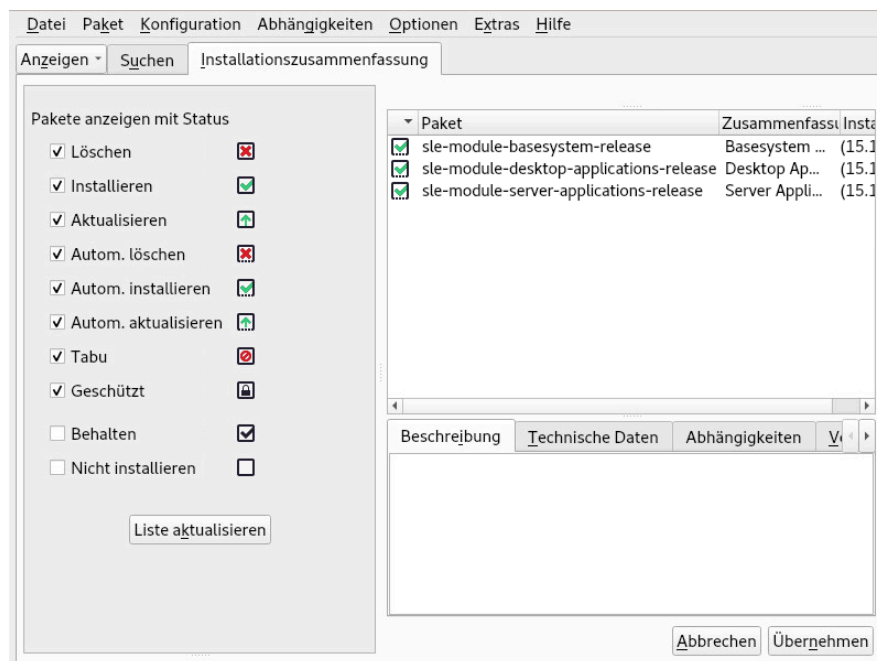 Datei Paket Konfiguration Abhängigkeiten Optionen Extras Hilfe
Anzeigen Suchen Installationszusammenfassung
Pakete anzeigen mit Status
Löschen
Installieren
Aktualisieren
Autom. löschen
Autom. installieren
Autom. aktualisieren
Tabu
Geschützt
Behalten
Nicht installieren
Liste aktualisieren
Paket Zusammenfassu Insta
sle-module-basesystem-release Basesystem ... (15.1
sle-module-desktop-applications-release Desktop Ap... (15.1
sle-module-server-applications-release Server Appli... (15.1
Beschreibung Technische Daten Abhängigkeiten
Abbrechen Übernehmen